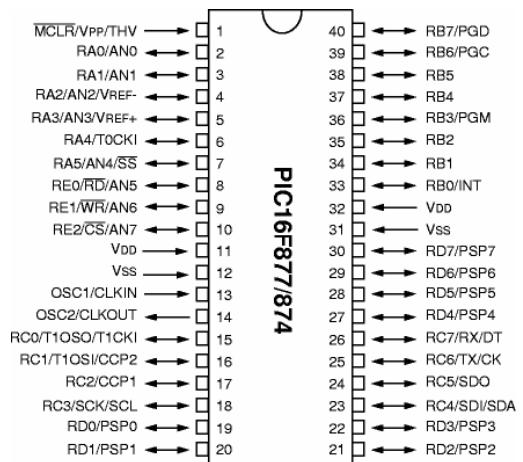 MCLR/VPP/THV 1 40 RB7/PGD
RA0/AN0 2 39 RB6/PGC
RA1/AN1 3 38 RB5
RA2/AN2/VREF- 4 37 RB4
RA3/AN3/VREF+ 5 36 RB3/PGM
RA4/T0CKI 6 35 RB2
RA5/AN4/SS 7 34 RB1
RE0/RD/AN5 8 33 RB0/INT
RE1/WR/AN6 9 32 VDD
RE2/CS/AN7 10 31 VSS
VDD 11 30 RD7/PSP7
VSS 12 29 RD6/PSP6
OSC1/CLKIN 13 28 RD5/PSP5
OSC2/CLKOUT 14 27 RD4/PSP4
RC0/T1OSO/T1CKI 15 26 RC7/RX/DT
RC1/T1OSI/CCP2 16 25 RC6/TX/CK
RC2/CCP1 17 24 RC5/SDO
RC3/SCK/SCL 18 23 RC4/SDI/SDA
RD0/PSP0 19 22 RD3/PSP3
RD1/PSP1 20 21 RD2/PSP2
PIC16F877/874